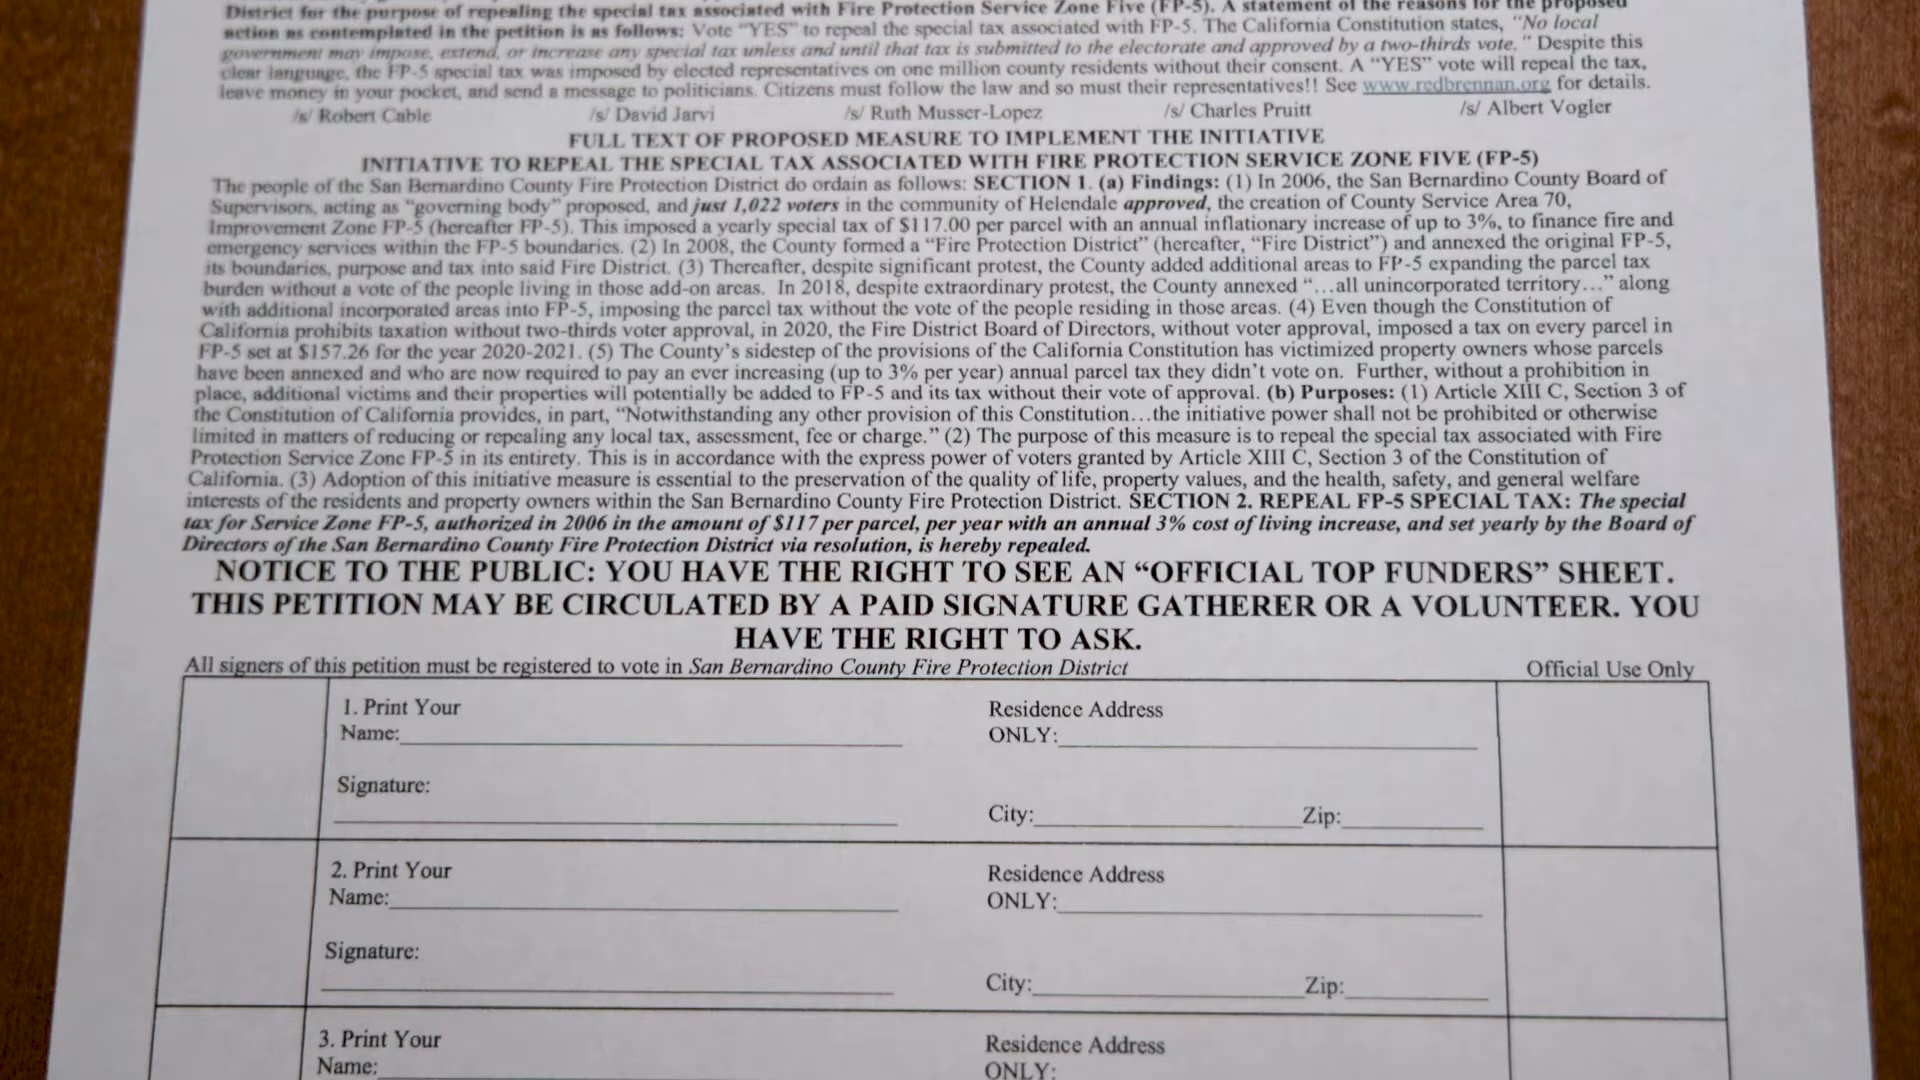 District for the purpose of repealing the special tax associated with Fire Protection Service Zone Five (FP-5). A statement of the reasons for the proposed
action as contemplated in the petition is as follows: Vote "YES" to repeal the special tax associated with FP-5. The California Constitution states, "No local
government may impose, extend, or increase any special tax unless and until that tax is submitted to the electorate and approved by a two-thirds vote." Despite this
clear language, the FP-5 special tax was imposed by elected representatives on one million county residents without their consent. A "YES" vote will repeal the tax,
leave money in your pocket, and send a message to politicians. Citizens must follow the law and so must their representatives!! See www.redbrennan.org for details.
/s/ Robert Cable /s/ David Jarvi /s/ Ruth Musser-Lopez /s/ Charles Pruitt /s/ Albert Vogler
FULL TEXT OF PROPOSED MEASURE TO IMPLEMENT THE INITIATIVE
INITIATIVE TO REPEAL THE SPECIAL TAX ASSOCIATED WITH FIRE PROTECTION SERVICE ZONE FIVE (FP-5)
The people of the San Bernardino County Fire Protection District do ordain as follows: SECTION 1. (a) Findings: (1) In 2006, the San Bernardino County Board of
Supervisors, acting as "governing body" proposed, and just 1,022 voters in the community of Helendale approved, the creation of County Service Area 70,
Improvement Zone FP-5 (hereafter FP-5). This imposed a yearly special tax of $117.00 per parcel with an annual inflationary increase of up to 3%, to finance fire and
emergency services within the FP-5 boundaries. (2) In 2008, the County formed a "Fire Protection District" (hereafter, "Fire District") and annexed the original FP-5,
its boundaries, purpose and tax into said Fire District. (3) Thereafter, despite significant protest, the County added additional areas to FP-5 expanding the parcel tax
burden without a vote of the people living in those add-on areas. In 2018, despite extraordinary protest, the County annexed "…all unincorporated territory…" along
with additional incorporated areas into FP-5, imposing the parcel tax without the vote of the people residing in those areas. (4) Even though the Constitution of
California prohibits taxation without two-thirds voter approval, in 2020, the Fire District Board of Directors, without voter approval, imposed a tax on every parcel in
FP-5 set at $157.26 for the year 2020-2021. (5) The County's sidestep of the provisions of the California Constitution has victimized property owners whose parcels
have been annexed and who are now required to pay an ever increasing (up to 3% per year) annual parcel tax they didn't vote on. Further, without a prohibition in
place, additional victims and their properties will potentially be added to FP-5 and its tax without their vote of approval. (b) Purposes: (1) Article XIII C, Section 3 of
the Constitution of California provides, in part, "Notwithstanding any other provision of this Constitution…the initiative power shall not be prohibited or otherwise
limited in matters of reducing or repealing any local tax, assessment, fee or charge." (2) The purpose of this measure is to repeal the special tax associated with Fire
Protection Service Zone FP-5 in its entirety. This is in accordance with the express power of voters granted by Article XIII C, Section 3 of the Constitution of
California. (3) Adoption of this initiative measure is essential to the preservation of the quality of life, property values, and the health, safety, and general welfare
interests of the residents and property owners within the San Bernardino County Fire Protection District. SECTION 2. REPEAL FP-5 SPECIAL TAX: The special
tax for Service Zone FP-5, authorized in 2006 in the amount of $117 per parcel, per year with an annual 3% cost of living increase, and set yearly by the Board of
Directors of the San Bernardino County Fire Protection District via resolution, is hereby repealed.
NOTICE TO THE PUBLIC: YOU HAVE THE RIGHT TO SEE AN "OFFICIAL TOP FUNDERS" SHEET.
THIS PETITION MAY BE CIRCULATED BY A PAID SIGNATURE GATHERER OR A VOLUNTEER. YOU
HAVE THE RIGHT TO ASK.
All signers of this petition must be registered to vote in San Bernardino County Fire Protection District Official Use Only
1. Print Your Residence Address
Name: ONLY:
Signature:
City: Zip:
2. Print Your Residence Address
Name: ONLY:
Signature:
City: Zip:
3. Print Your Residence Address
Name: ONLY: